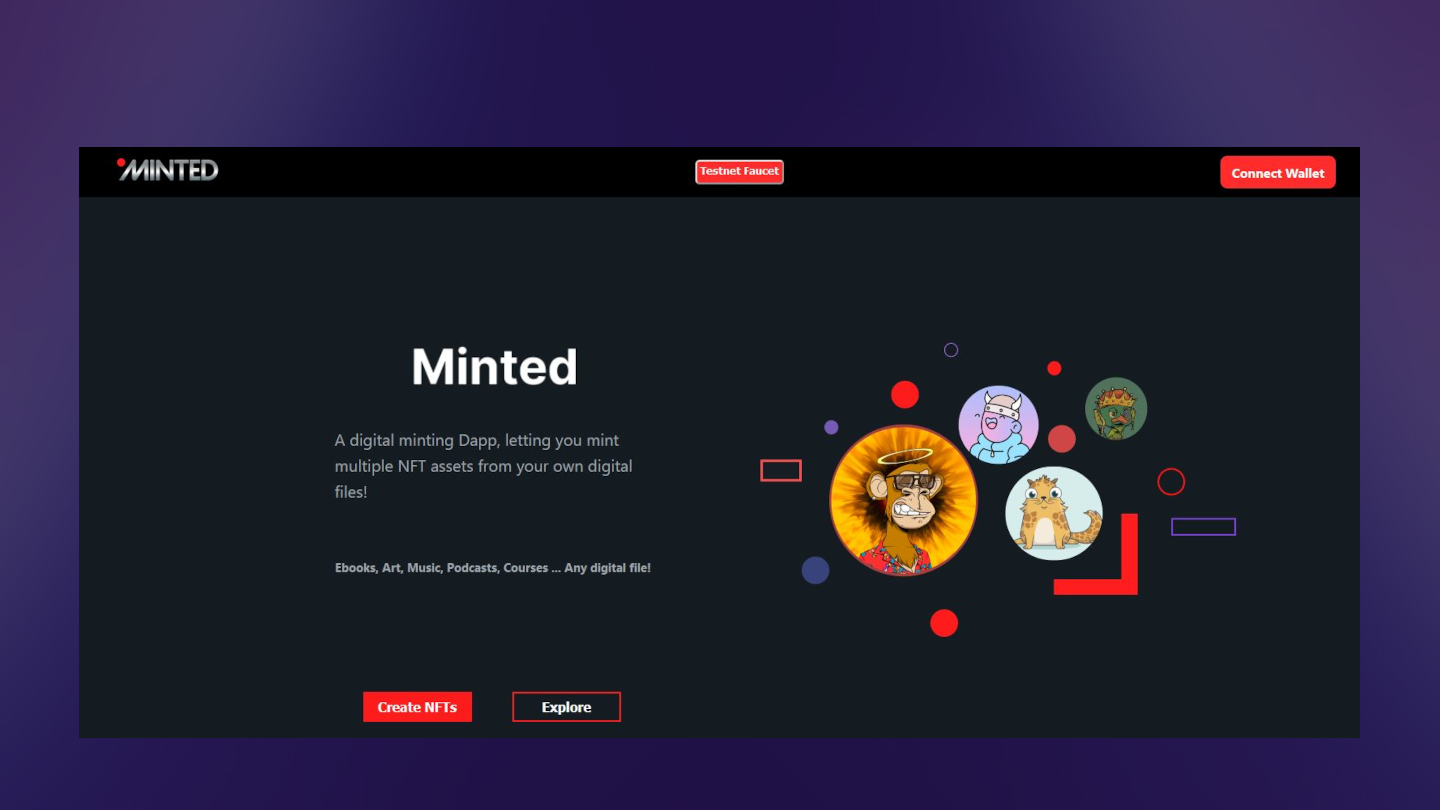 MINTED
Testnet Faucet
Connect Wallet
Minted
A digital minting Dapp, letting you mint
multiple NFT assets from your own digital
files!
Ebooks, Art, Music, Podcasts, Courses ... Any digital file!
Create NFTs
Explore